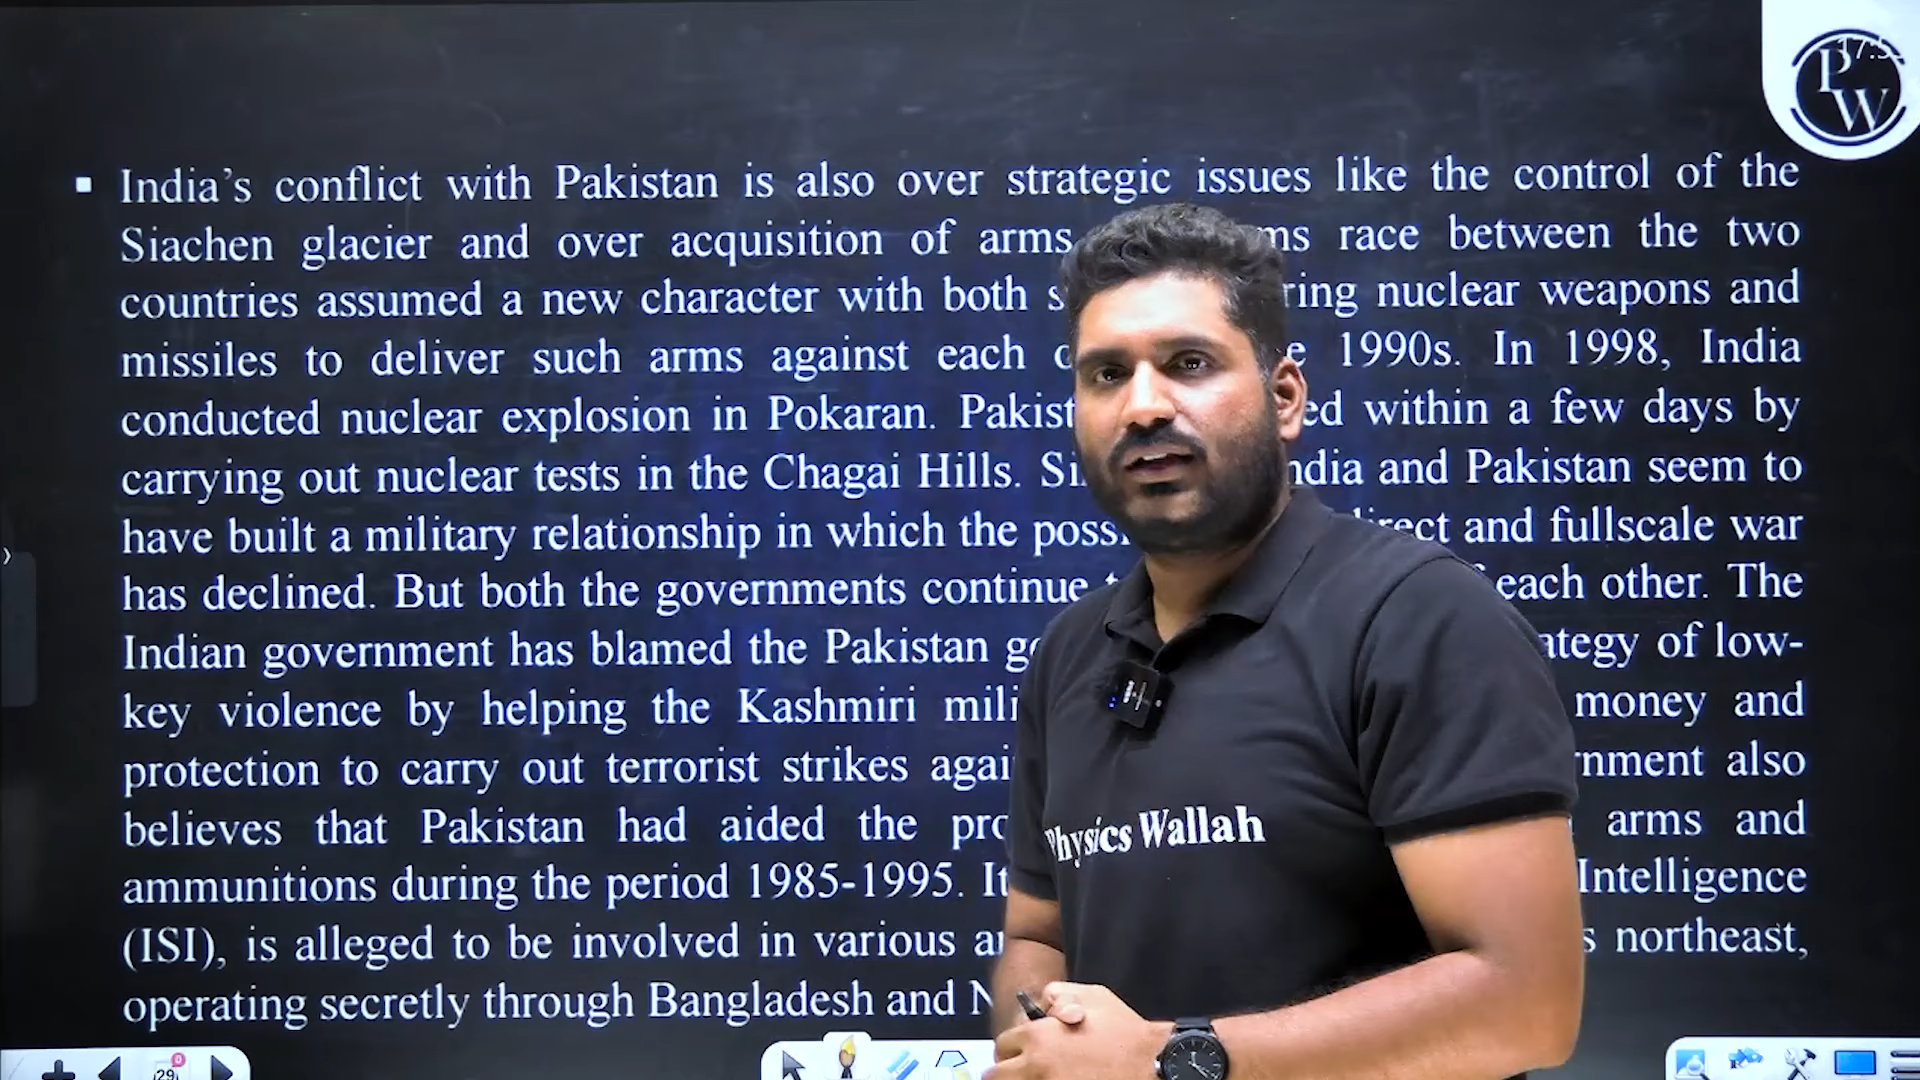 17:5
PW
India's conflict with Pakistan is also over strategic issues like the control of the
Siachen glacier and over acquisition of arms race between the two
countries assumed a new character with both nuclear weapons and
missiles to deliver such arms against each 1990s. In 1998, India
conducted nuclear explosion in Pokaran. within a few days by
carrying out nuclear tests in the Chagai Hills. India and Pakistan seem to
have built a military relationship in which the direct and fullscale war
has declined. But both the governments continue each other. The
Indian government has blamed the Pakistan of low-
key violence by helping the Kashmiri money and
protection to carry out terrorist strikes also
believes that Pakistan had aided the arms and
ammunitions during the period 1985-1995. Intelligence
(ISI), is alleged to be involved in various northeast,
operating secretly through Bangladesh and
Physics Wallah
29